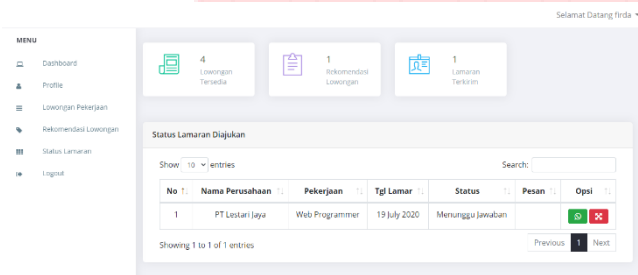 Selamat Datang firda
MENU
Dashboard
Profile
Lowongan Pekerjaan
Rekomendasi Lowongan
Status Lamaran
Logout
4
Lowongan
Tersedia
1
Rekomendasi
Lowongan
1
Lamaran
Terkirim
Status Lamaran Diajukan
Show 10 entries
Search:
No Nama Perusahaan Pekerjaan Tgl Lamar Status Pesan Opsi
1 PT Lestari Jaya Web Programmer 19 July 2020 Menunggu Jawaban
Showing 1 to 1 of 1 entries
Previous 1 Next